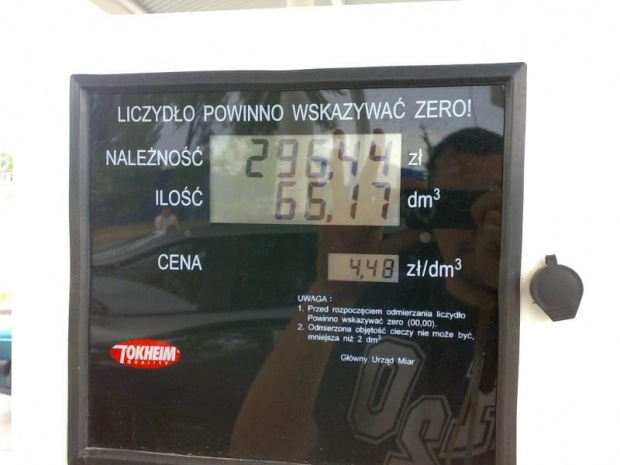 LICZYDŁO POWINNO WSKAZYWAĆ ZERO!
NALEŻNOŚĆ 296,44 zł
ILOŚĆ 66,17 dm³
CENA 4,48 zł/dm³
UWAGA :
1. Przed rozpoczęciem odmierzania liczydło
Powinno wskazywać zero (00,00).
2. Odmierzona objętość cieczy nie może być,
mniejsza niż 2 dm³
Główny Urząd Miar
TOKHEIM
QUALITY